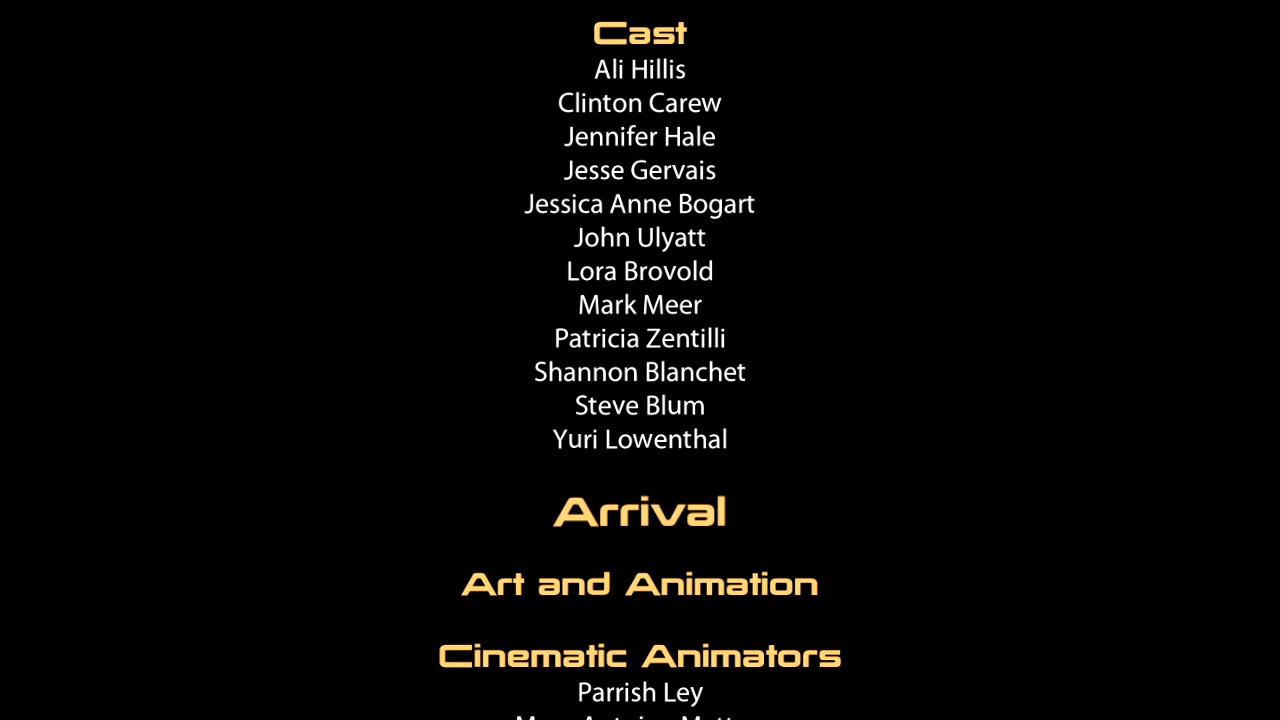 Cast
Ali Hillis
Clinton Carew
Jennifer Hale
Jesse Gervais
Jessica Anne Bogart
John Ulyatt
Lora Brovold
Mark Meer
Patricia Zentilli
Shannon Blanchet
Steve Blum
Yuri Lowenthal
Arrival
Art and Animation
Cinematic Animators
Parrish Ley